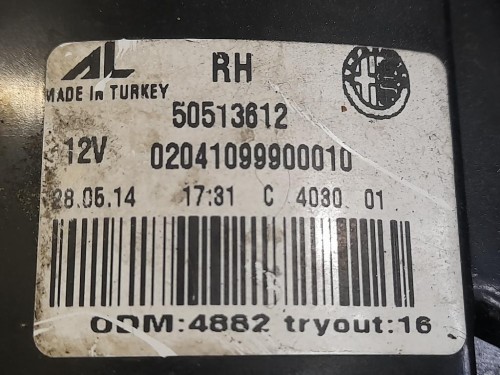 AL RH
MADE In TURKEY
50513612
12V 02041099900010
28.05.14 17:31 C 4030 01
ODM:4882 tryout:16